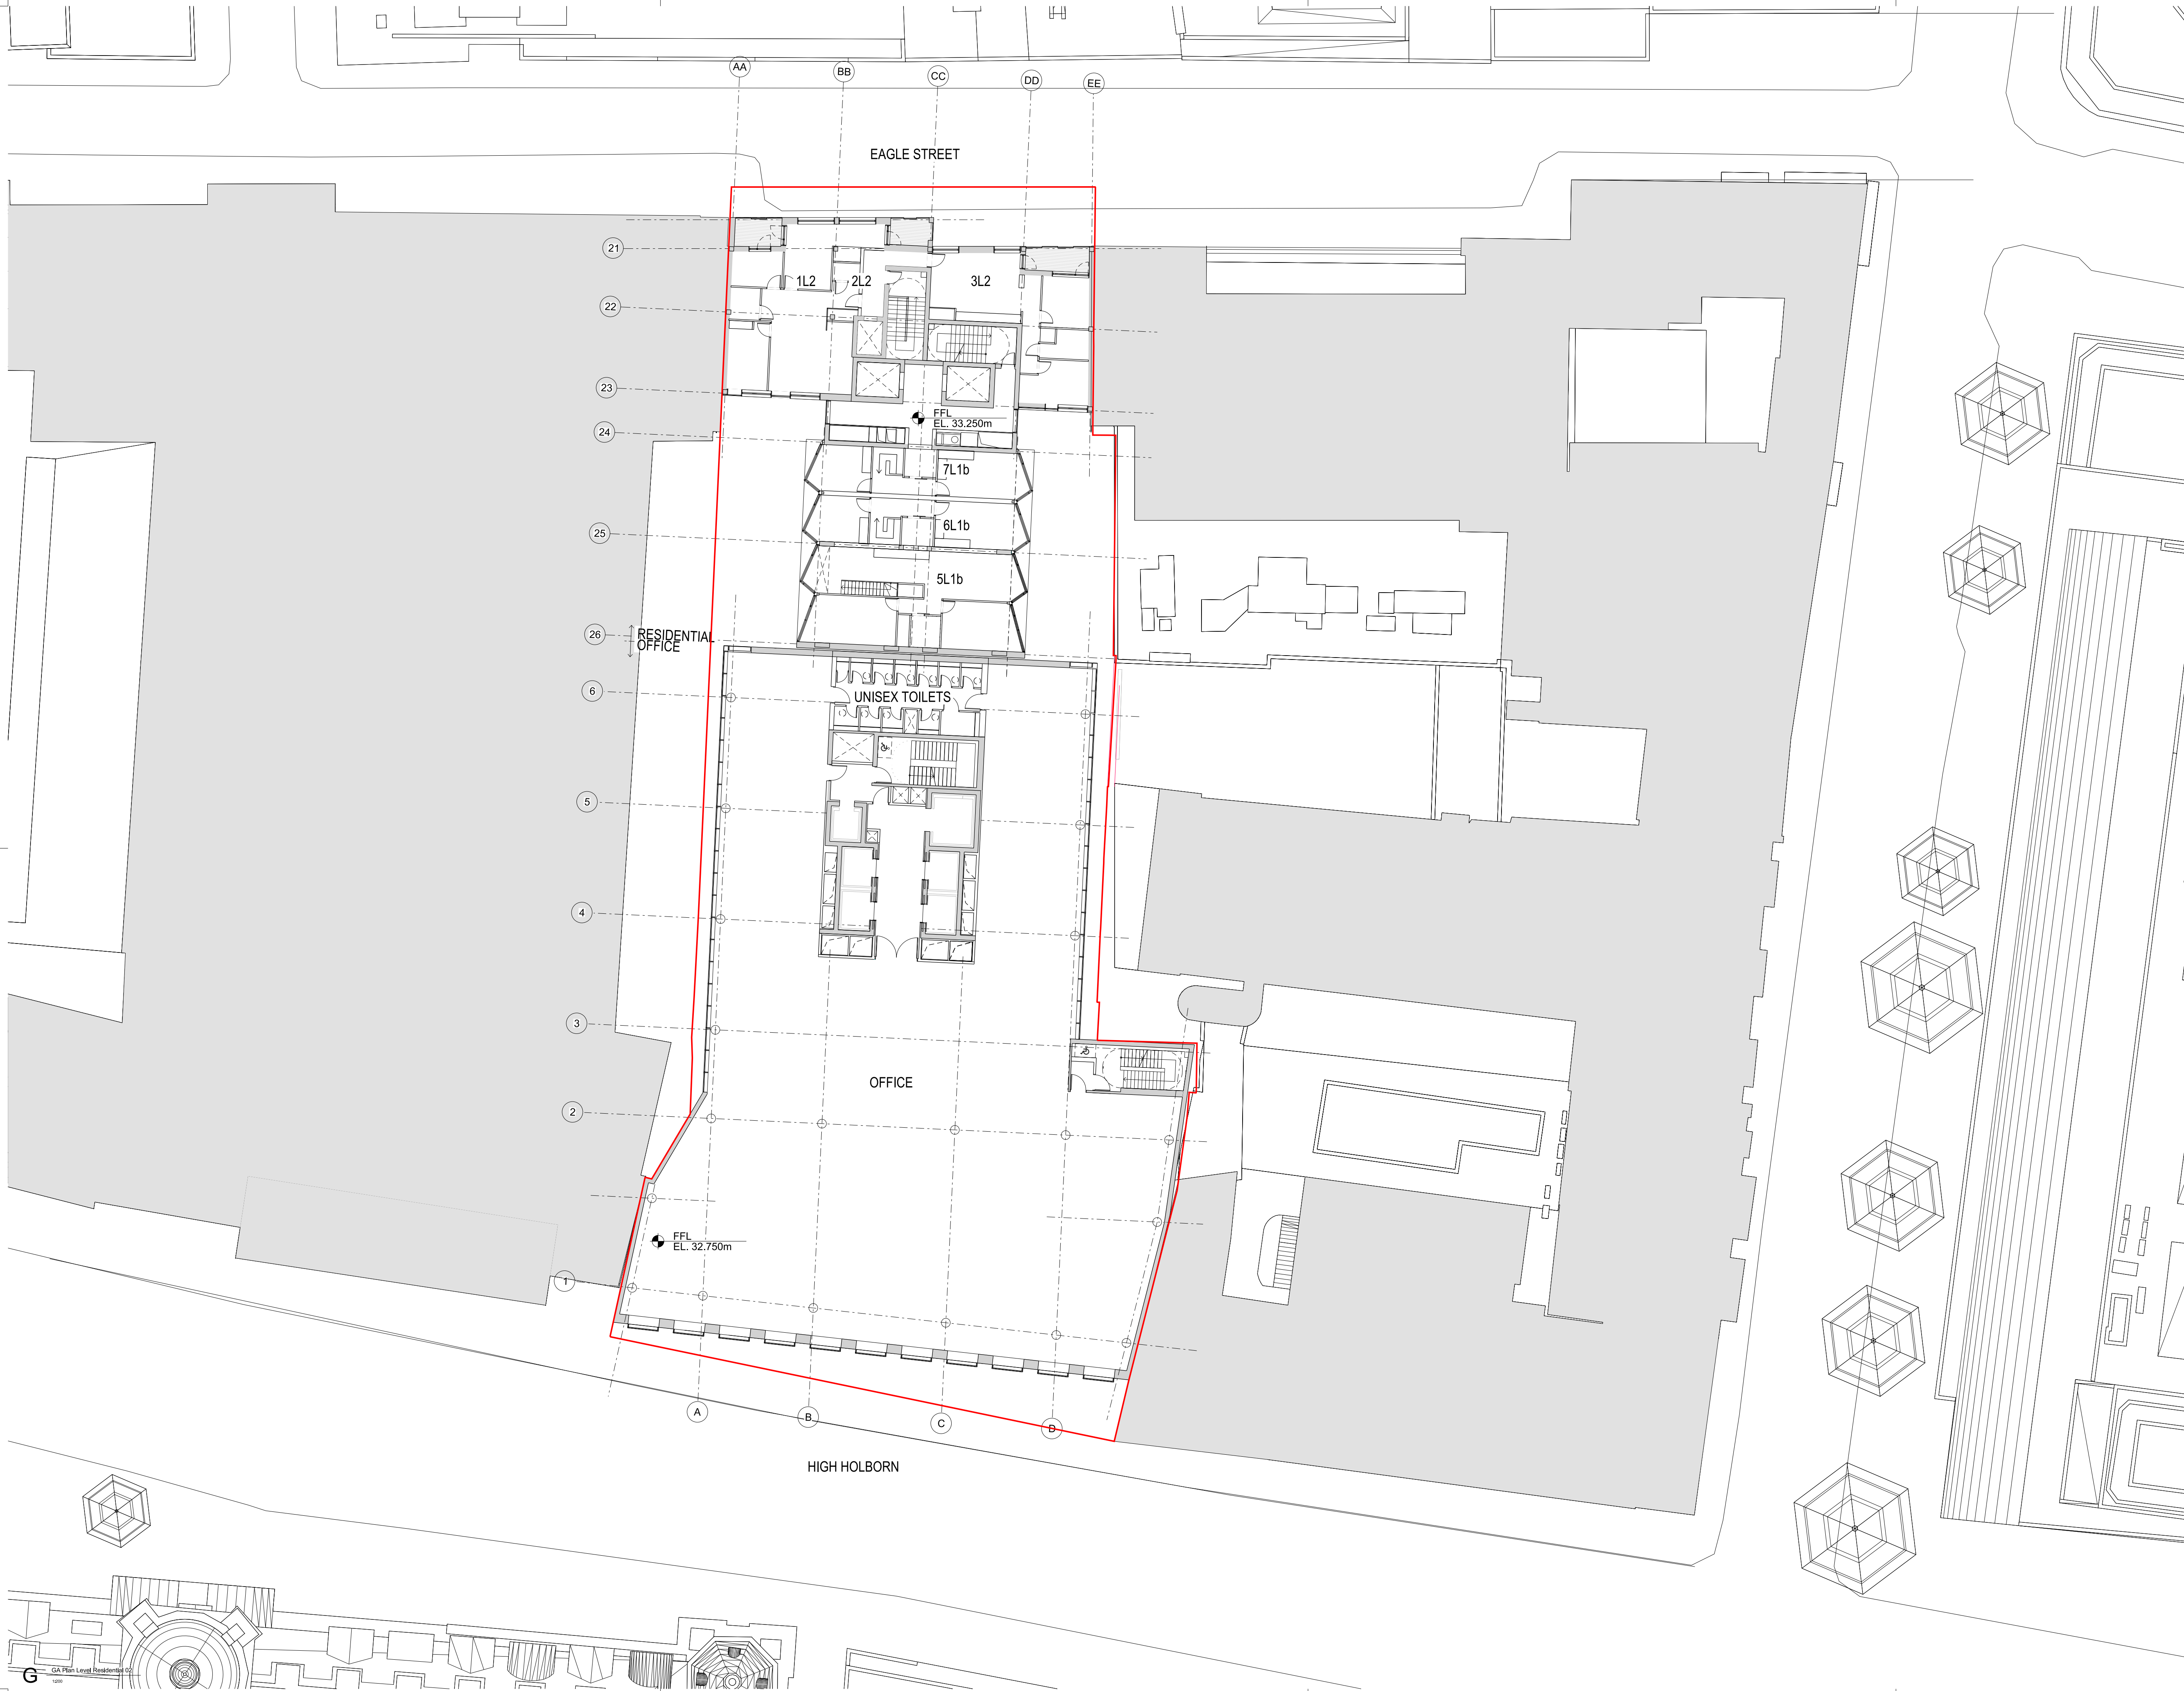 AA
BB
CC
DD
EE
EAGLE STREET
21
1L2
2L2
3L2
22
23
FFL
EL. 33.250m
24
7L1b
6L1b
25
5L1b
26
RESIDENTIAL
OFFICE
6
UNISEX TOILETS
5
4
3
OFFICE
2
FFL
EL. 32.750m
1
A
B
C
D
HIGH HOLBORN
G
GA Plan Level Residential 02
1:200